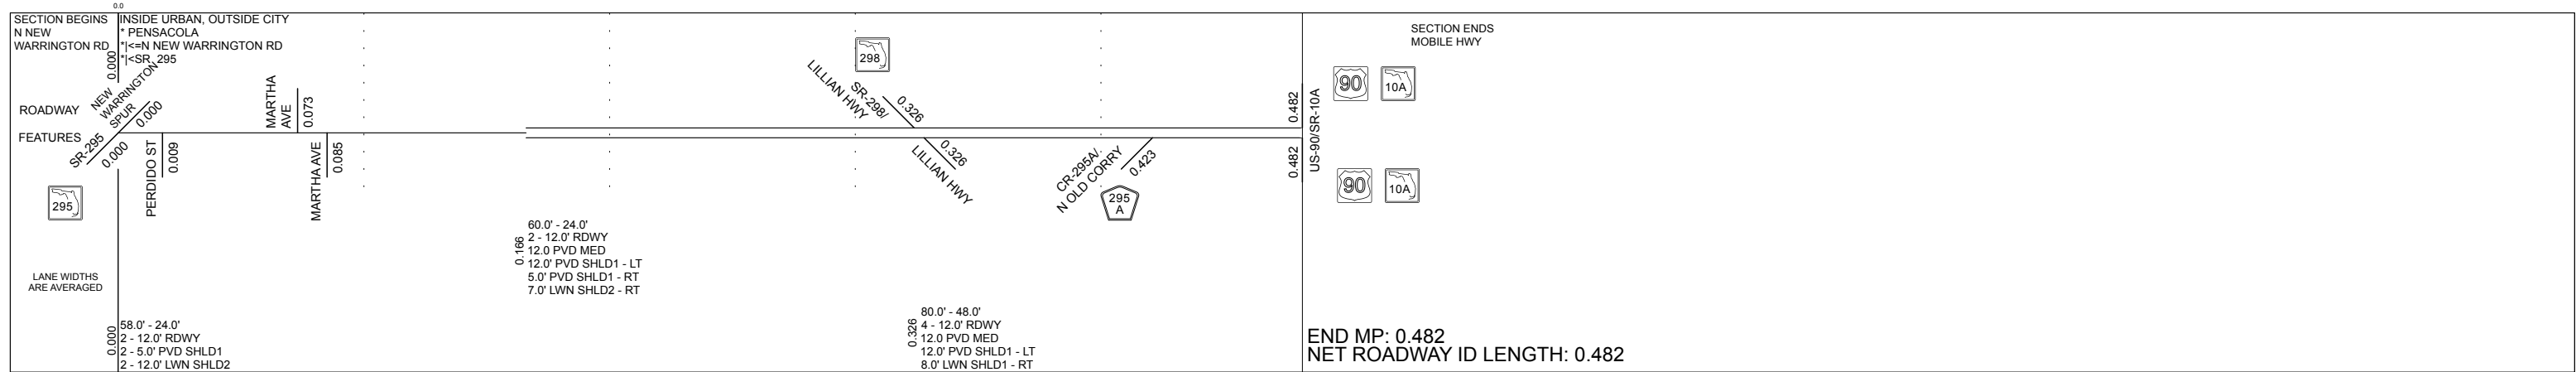 0.0
SECTION BEGINS
N NEW
WARRINGTON RD
INSIDE URBAN, OUTSIDE CITY
* PENSACOLA
*|<=N NEW WARRINGTON RD
*|<SR. 295
0.000
ROADWAY
FEATURES
NEW
WARRINGTON
SPUR
0.000
SR-295
0.000
295
PERDIDO ST
0.009
MARTHA
AVE
0.073
MARTHA AVE
0.085
298
SR-298/
LILLIAN HWY
0.326
LILLIAN HWY
0.326
CR-295A/.
N OLD CORRY
0.423
295
A
0.482
0.482
US-90/SR-10A
SECTION ENDS
MOBILE HWY
90
10A
90
10A
LANE WIDTHS
ARE AVERAGED
0.000
58.0' - 24.0'
2 - 12.0' RDWY
2 - 5.0' PVD SHLD1
2 - 12.0' LWN SHLD2
0.166
60.0' - 24.0'
2 - 12.0' RDWY
12.0 PVD MED
12.0' PVD SHLD1 - LT
5.0' PVD SHLD1 - RT
7.0' LWN SHLD2 - RT
0.326
80.0' - 48.0'
4 - 12.0' RDWY
12.0 PVD MED
12.0' PVD SHLD1 - LT
8.0' LWN SHLD1 - RT
END MP: 0.482
NET ROADWAY ID LENGTH: 0.482